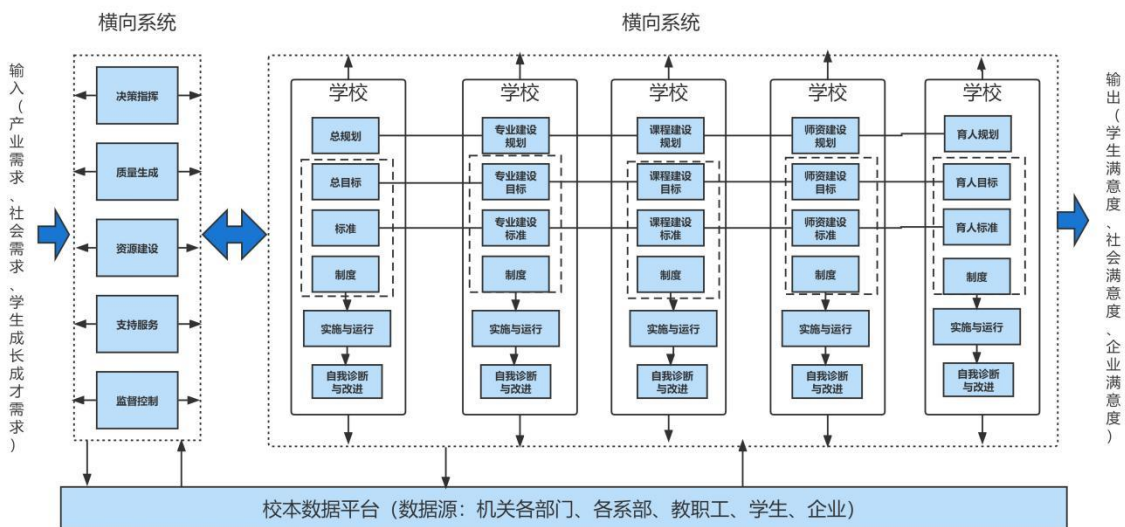 横向系统
横向系统
输入（产业需求、社会需求、学生成长成才需求）
决策指挥
质量生成
资源建设
支持服务
监督控制
学校
总规划
总目标
标准
制度
实施与运行
自我诊断
与改进
学校
专业建设
规划
专业建设
目标
专业建设
标准
制度
实施与运行
自我诊断
与改进
学校
课程建设
规划
课程建设
目标
课程建设
标准
制度
实施与运行
自我诊断
与改进
学校
师资建设
规划
师资建设
目标
师资建设
标准
制度
实施与运行
自我诊断
与改进
学校
育人规划
育人目标
育人标准
制度
实施与运行
自我诊断
与改进
输出（学生满意度、社会满意度、企业满意度）
校本数据平台（数据源：机关各部门、各系部、教职工、学生、企业）